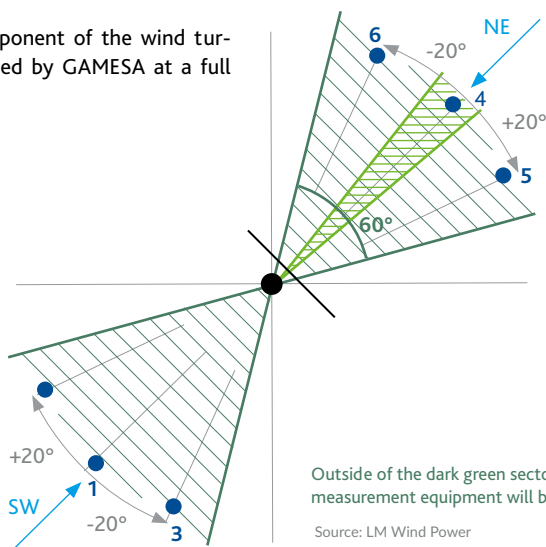 ponent of the wind tur-
ed by GAMESA at a full
NE
6
-20°
4
+20°
5
60°
+20°
1
SW
-20°
3
Outside of the dark green secto
measurement equipment will b
Source: LM Wind Power